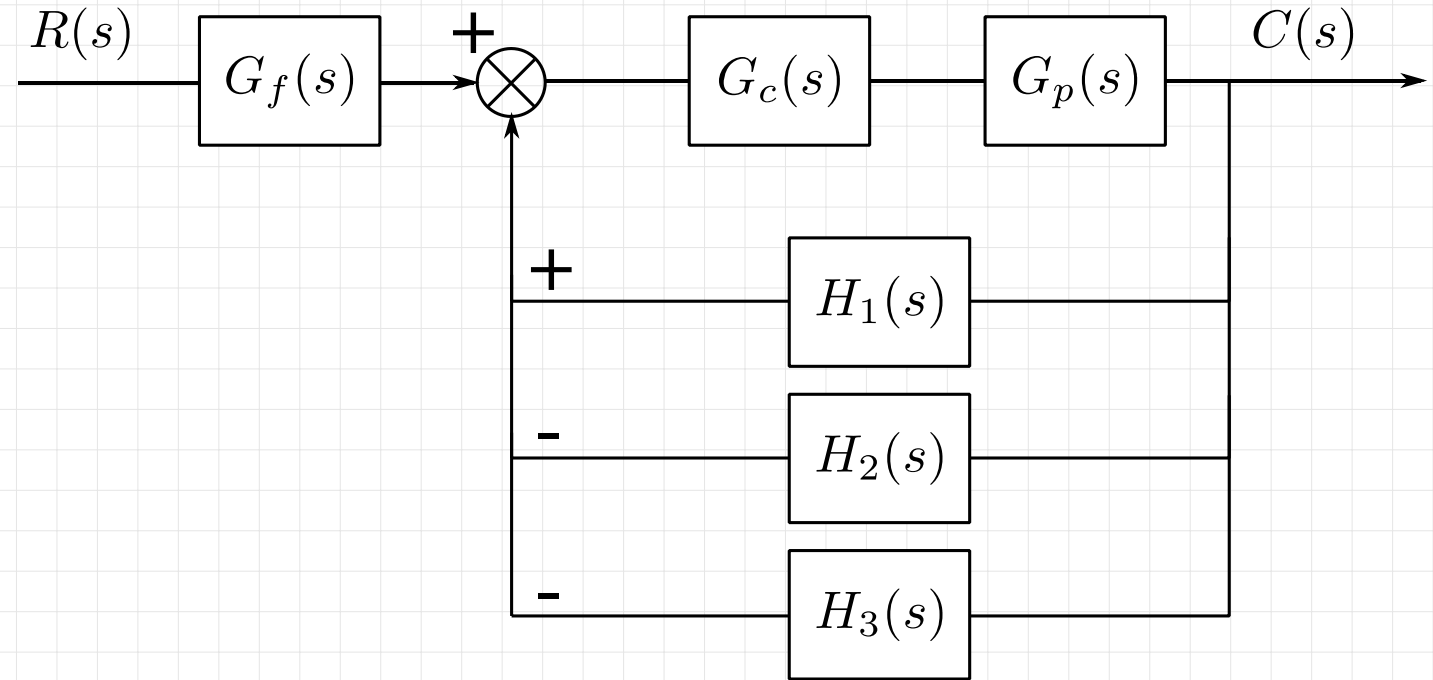 R(s)
+
C(s)
G_f(s)
G_c(s)
G_p(s)
+
H_1(s)
-
H_2(s)
-
H_3(s)